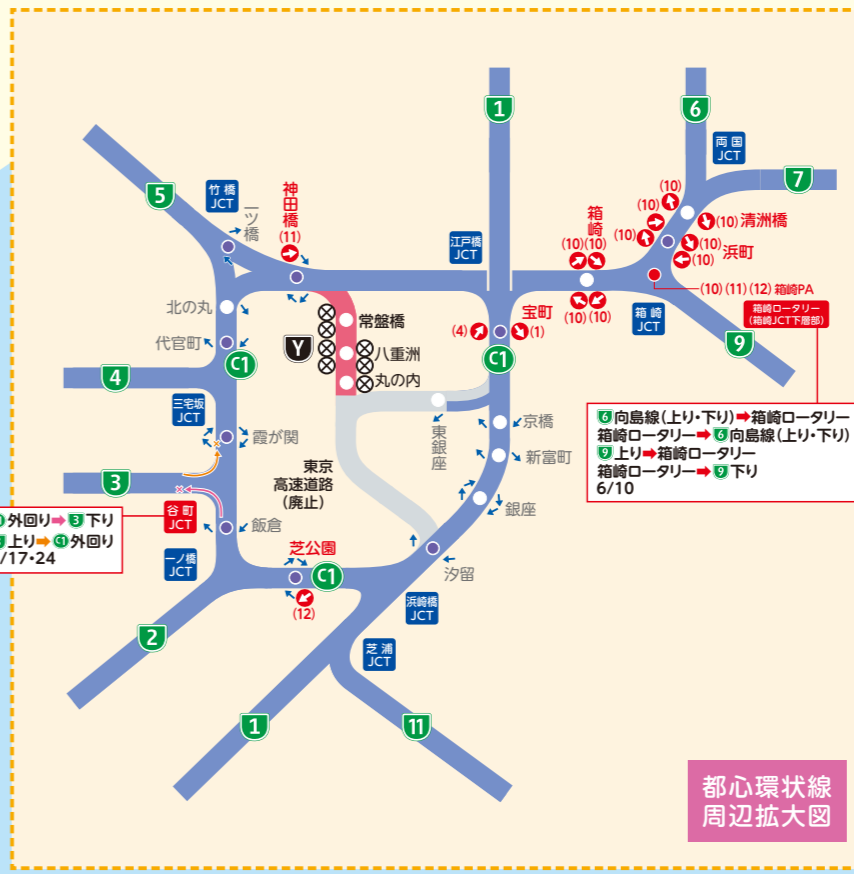 1
6
両国
JCT
7
5
竹橋
JCT
一ツ橋
神田橋
(11)
江戸橋
JCT
箱崎
(10)(10)
(10)(10)
(10)
(10)
(10)
(10)清洲橋
(10)
浜町
(10)
(10)(11)(12)箱崎PA
箱崎
JCT
箱崎ロータリー
(箱崎JCT下層部)
9
北の丸
代官町
C1
4
Y
常盤橋
八重洲
丸の内
宝町
(4)
(1)
C1
三宅坂
JCT
霞が関
東銀座
京橋
新富町
銀座
6向島線(上り・下り)➡箱崎ロータリー
箱崎ロータリー➡6向島線(上り・下り)
9上り➡箱崎ロータリー
箱崎ロータリー➡9下り
6/10
東京
高速道路
(廃止)
3
外回り➡3下り
上り➡C1外回り
/17・24
谷町
JCT
飯倉
一ノ橋
JCT
芝公園
C1
(12)
汐留
浜崎橋
JCT
芝浦
JCT
2
1
11
都心環状線
周辺拡大図